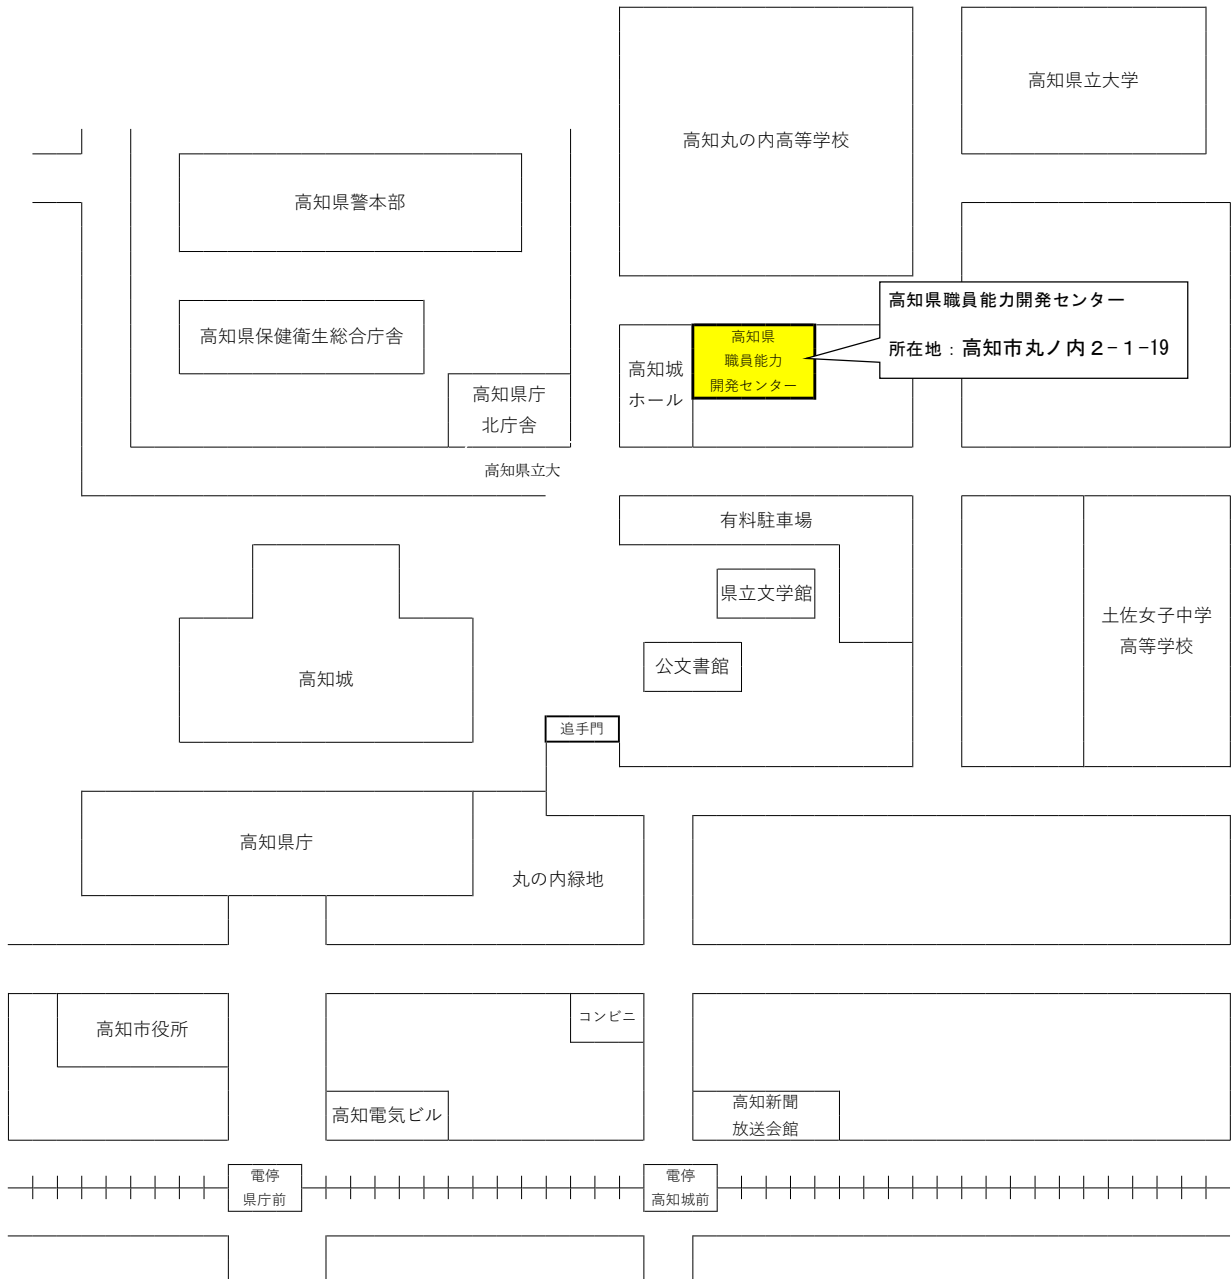 高知県立大学
高知丸の内高等学校
高知県警本部
高知県職員能力開発センター
所在地：高知市丸ノ内２－１－19
高知県保健衛生総合庁舎
高知城
ホール
高知県
職員能力
開発センター
高知県庁
北庁舎
高知県立大
有料駐車場
県立文学館
土佐女子中学
高等学校
公文書館
高知城
追手門
高知県庁
丸の内緑地
高知市役所
コンビニ
高知電気ビル
高知新聞
放送会館
電停
県庁前
電停
高知城前